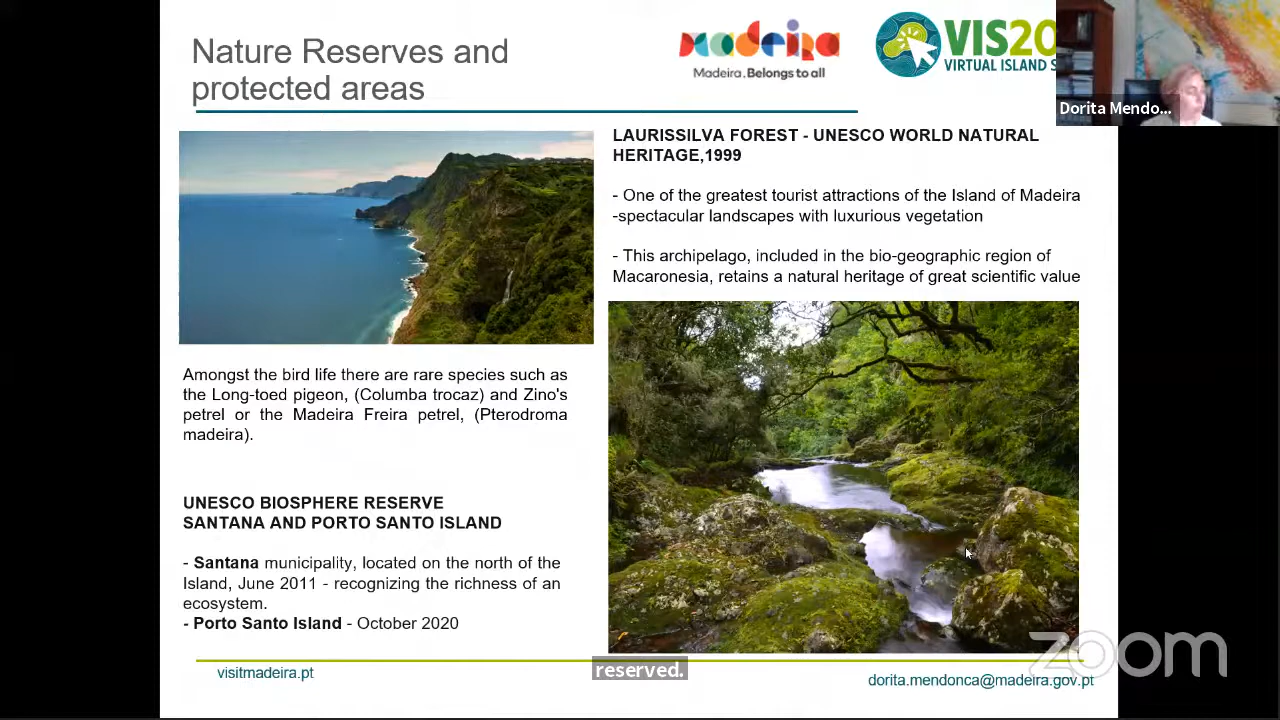 Nature Reserves and
protected areas
madeira
Madeira. Belongs to all
VIS20
VIRTUAL ISLAND S
Dorita Mendo...
LAURISSILVA FOREST - UNESCO WORLD NATURAL
HERITAGE,1999
- One of the greatest tourist attractions of the Island of Madeira
-spectacular landscapes with luxurious vegetation
- This archipelago, included in the bio-geographic region of
Macaronesia, retains a natural heritage of great scientific value
Amongst the bird life there are rare species such as
the Long-toed pigeon, (Columba trocaz) and Zino's
petrel or the Madeira Freira petrel, (Pterodroma
madeira).
UNESCO BIOSPHERE RESERVE
SANTANA AND PORTO SANTO ISLAND
- Santana municipality, located on the north of the
Island, June 2011 - recognizing the richness of an
ecosystem.
- Porto Santo Island - October 2020
visitmadeira.pt
reserved.
dorita.mendonca@madeira.gov.pt
zoom